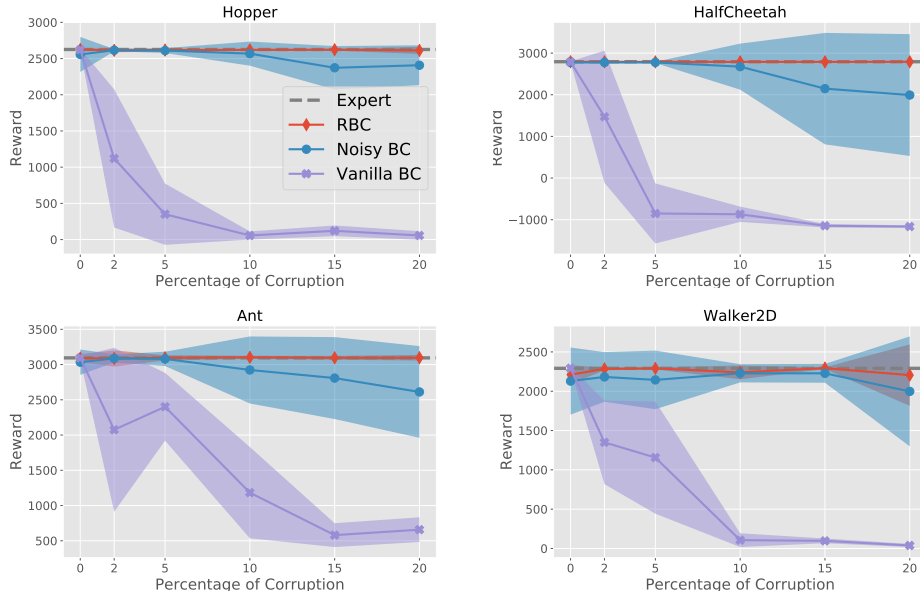 Hopper
3000
2500
2000
1500
1000
500
0
Reward
Expert
RBC
Noisy BC
Vanilla BC
0 2 5 10 15 20
Percentage of Corruption
HalfCheetah
3000
2000
1000
0
−1000
Reward
0 2 5 10 15 20
Percentage of Corruption
Ant
3500
3000
2500
2000
1500
1000
500
Reward
0 2 5 10 15 20
Percentage of Corruption
Walker2D
2500
2000
1500
1000
500
0
Reward
0 2 5 10 15 20
Percentage of Corruption